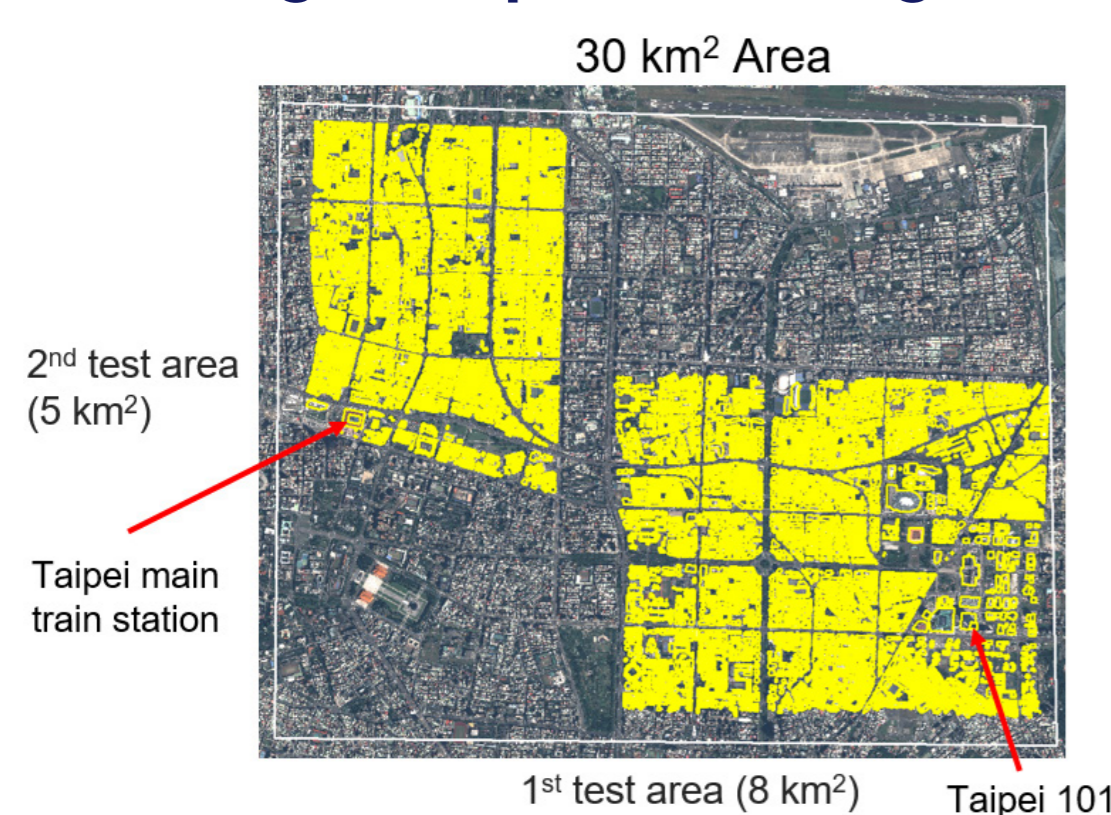 30 km² Area
2nd test area
(5 km²)
Taipei main
train station
1st test area (8 km²)
Taipei 101